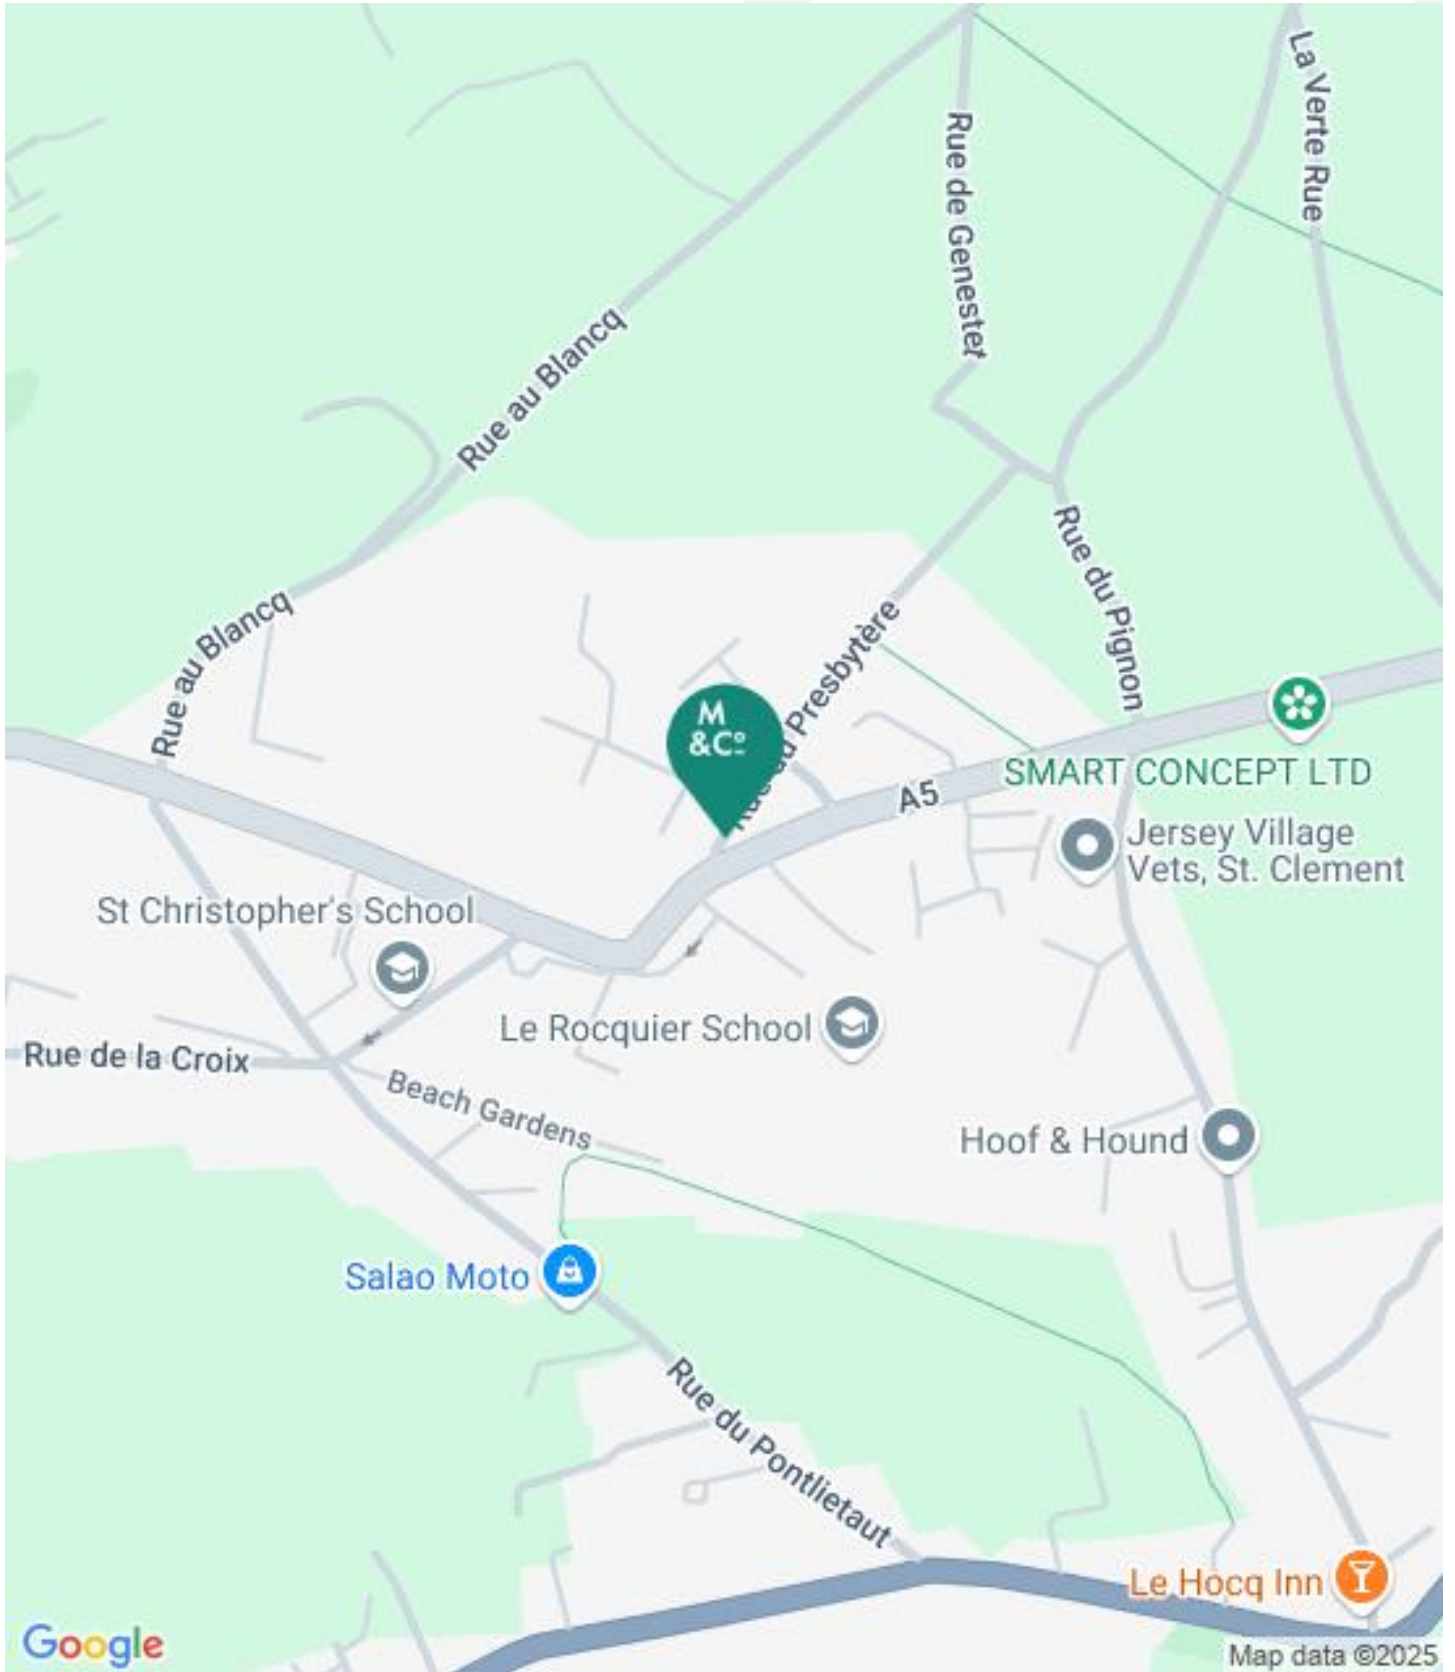 La Verte Rue
Rue de Genestet
Rue au Blancq
Rue du Pignon
Rue au Blancq
Rue du Presbytère
M
&Cº
SMART CONCEPT LTD
A5
Jersey Village
Vets, St. Clement
St Christopher's School
Le Rocquier School
Rue de la Croix
Beach Gardens
Hoof & Hound
Salao Moto
Rue du Pontlietaut
Le Hocq Inn
Google
Map data ©2025